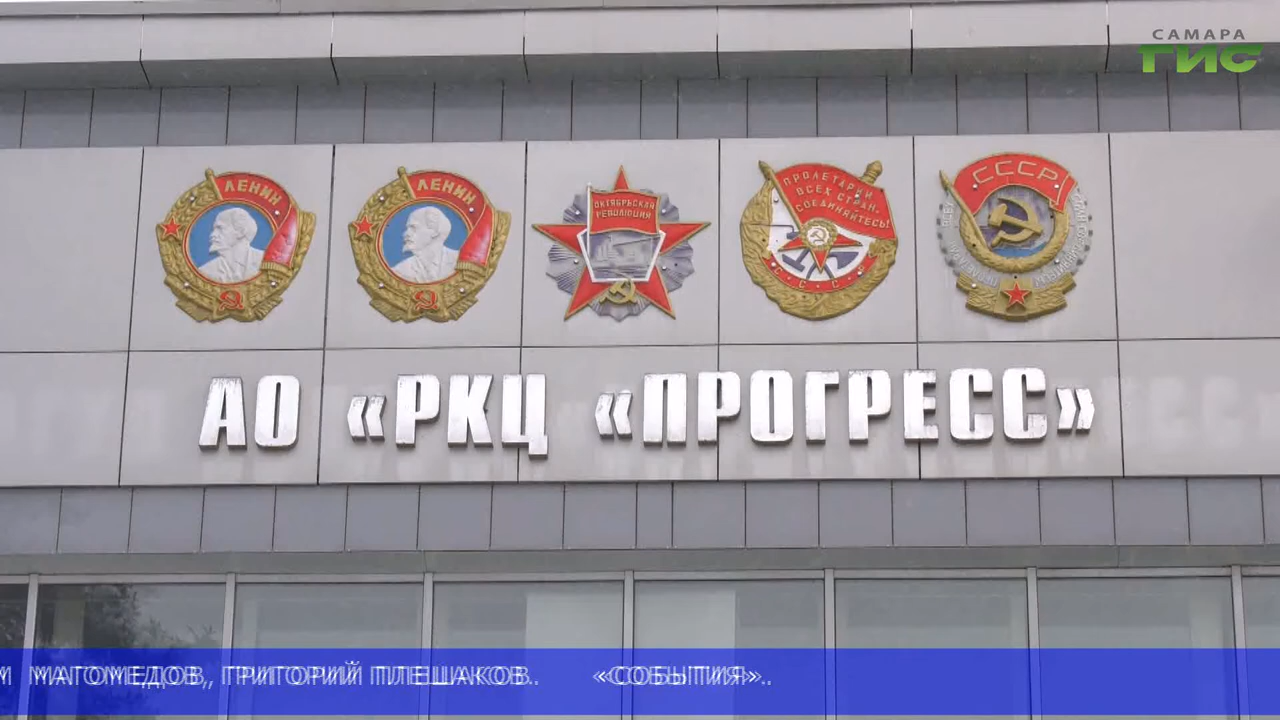 САМАРА
ГИС
ЛЕНИН
ЛЕНИН
ОКТЯБРЬСКАЯ
РЕВОЛЮЦИЯ
ПРОЛЕТАРИИ
ВСЕХ СТРАН,
СОЕДИНЯЙТЕСЬ!
С С С Р
СССР
АО «РКЦ «ПРОГРЕСС»
МАГОМЕДОВ, ГРИГОРИЙ ПЛЕШАКОВ. «СОБЫТИЯ».